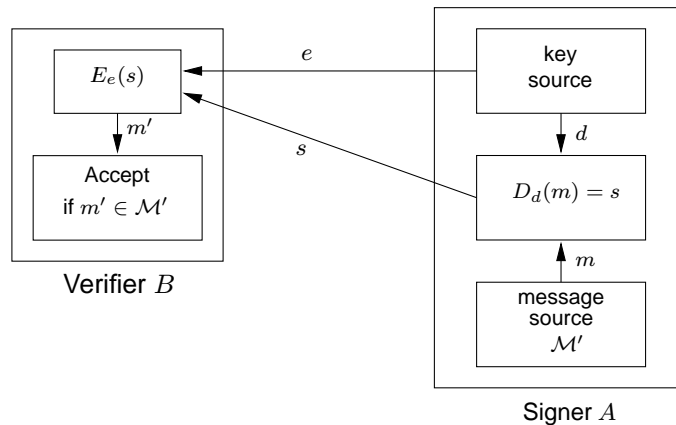 E_e(s)
m′
Accept
if m′ ∈ M′
Verifier B
e
s
key
source
d
D_d(m) = s
m
message
source
M′
Signer A